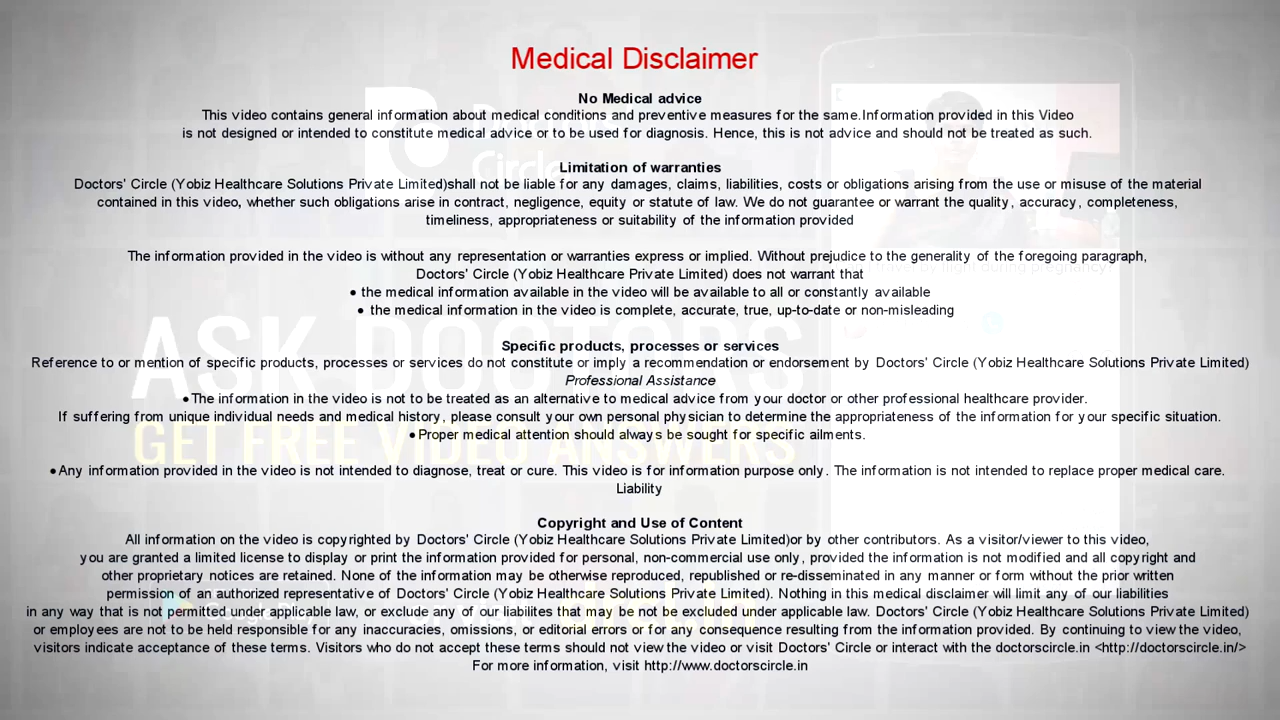 Medical Disclaimer
No Medical advice
This video contains general information about medical conditions and preventive measures for the same.Information provided in this Video
is not designed or intended to constitute medical advice or to be used for diagnosis. Hence, this is not advice and should not be treated as such.
Limitation of warranties
Doctors' Circle (Yobiz Healthcare Solutions Private Limited)shall not be liable for any damages, claims, liabilities, costs or obligations arising from the use or misuse of the material
contained in this video, whether such obligations arise in contract, negligence, equity or statute of law. We do not guarantee or warrant the quality, accuracy, completeness,
timeliness, appropriateness or suitability of the information provided
The information provided in the video is without any representation or warranties express or implied. Without prejudice to the generality of the foregoing paragraph,
Doctors' Circle (Yobiz Healthcare Private Limited) does not warrant that
• the medical information available in the video will be available to all or constantly available
• the medical information in the video is complete, accurate, true, up-to-date or non-misleading
ASK DOCTORS
Specific products, processes or services
Reference to or mention of specific products, processes or services do not constitute or imply a recommendation or endorsement by Doctors' Circle (Yobiz Healthcare Solutions Private Limited)
Professional Assistance
•The information in the video is not to be treated as an alternative to medical advice from your doctor or other professional healthcare provider.
If suffering from unique individual needs and medical history, please consult your own personal physician to determine the appropriateness of the information for your specific situation.
•Proper medical attention should always be sought for specific ailments.
GET FREE VIDEO ANSWERS
•Any information provided in the video is not intended to diagnose, treat or cure. This video is for information purpose only. The information is not intended to replace proper medical care.
Liability
Copyright and Use of Content
All information on the video is copyrighted by Doctors' Circle (Yobiz Healthcare Solutions Private Limited)or by other contributors. As a visitor/viewer to this video,
you are granted a limited license to display or print the information provided for personal, non-commercial use only, provided the information is not modified and all copyright and
other proprietary notices are retained. None of the information may be otherwise reproduced, republished or re-disseminated in any manner or form without the prior written
permission of an authorized representative of Doctors' Circle (Yobiz Healthcare Solutions Private Limited). Nothing in this medical disclaimer will limit any of our liabilities
in any way that is not permitted under applicable law, or exclude any of our liabilites that may be not be excluded under applicable law. Doctors' Circle (Yobiz Healthcare Solutions Private Limited)
or employees are not to be held responsible for any inaccuracies, omissions, or editorial errors or for any consequence resulting from the information provided. By continuing to view the video,
visitors indicate acceptance of these terms. Visitors who do not accept these terms should not view the video or visit Doctors' Circle or interact with the doctorscircle.in <http://doctorscircle.in/>
For more information, visit http://www.doctorscircle.in